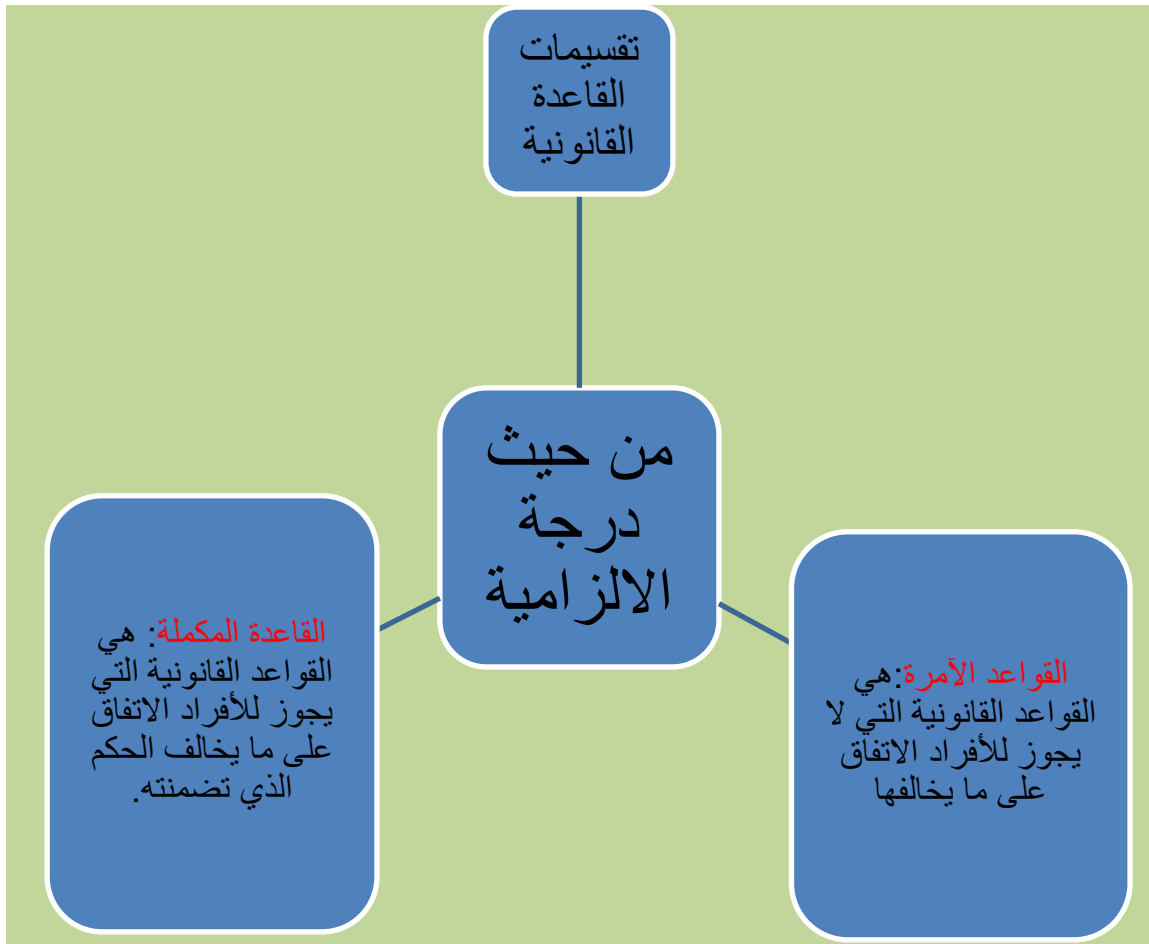 تقسيمات
القاعدة
القانونية
من حيث
درجة
الالزامية
القواعد الآمرة:هي
القواعد القانونية التي لا
يجوز للأفراد الاتفاق
على ما يخالفها
القاعدة المكملة: هي
القواعد القانونية التي
يجوز للأفراد الاتفاق
على ما يخالف الحكم
الذي تضمنته.